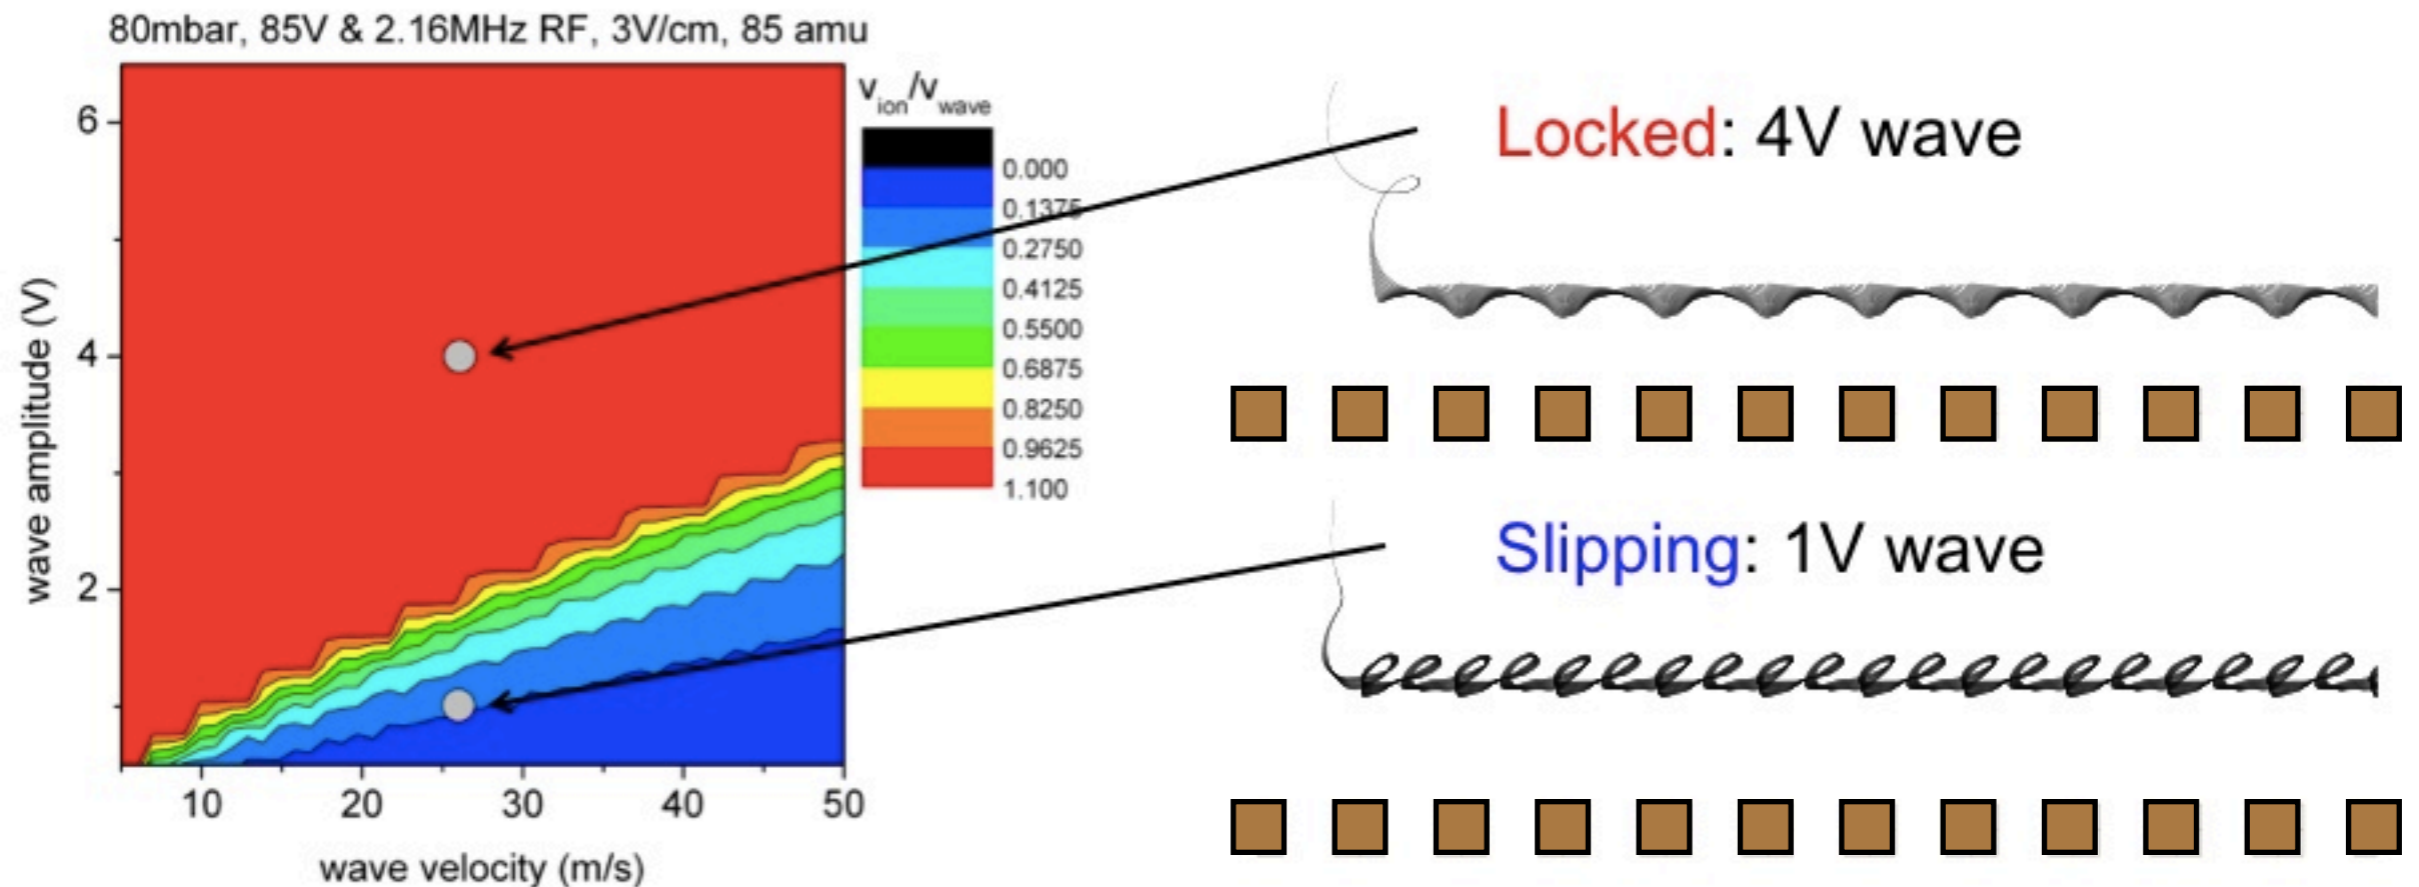 80mbar, 85V & 2.16MHz RF, 3V/cm, 85 amu
wave amplitude (V)
6
4
2
10 20 30 40 50
wave velocity (m/s)
vion/vwave
0.000
0.1375
0.2750
0.4125
0.5500
0.6875
0.8250
0.9625
1.100
Locked: 4V wave
Slipping: 1V wave